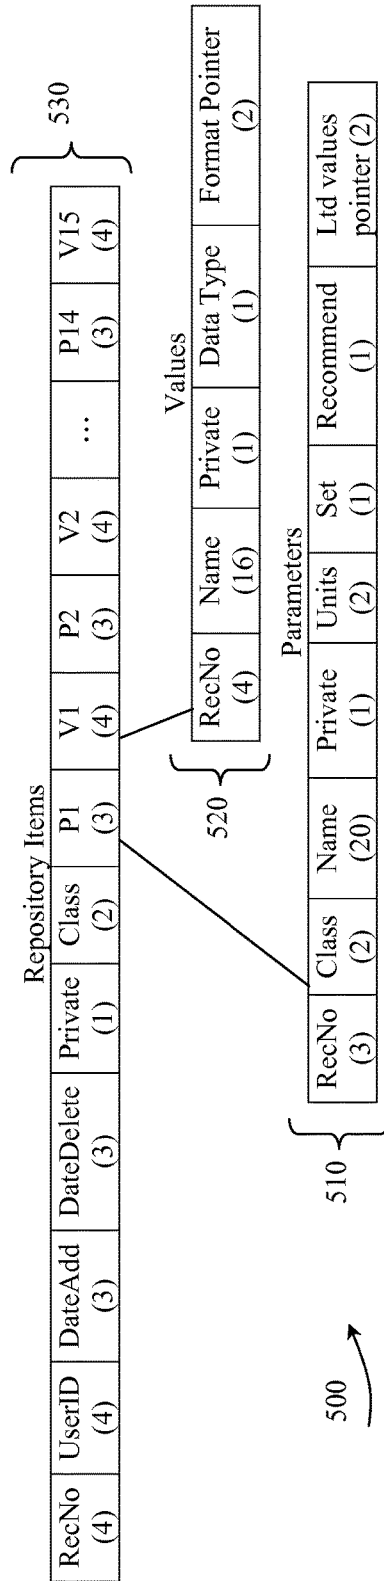 Repository Items
530
RecNo (4)
UserID (4)
DateAdd (3)
DateDelete (3)
Private (1)
Class (2)
P1 (3)
V1 (4)
P2 (3)
V2 (4)
...
P14 (3)
V15 (4)
Values
520
RecNo (4)
Name (16)
Private (1)
Data Type (1)
Format Pointer (2)
Parameters
510
RecNo (3)
Class (2)
Name (20)
Private (1)
Units (2)
Set (1)
Recommend (1)
Ltd values pointer (2)
500